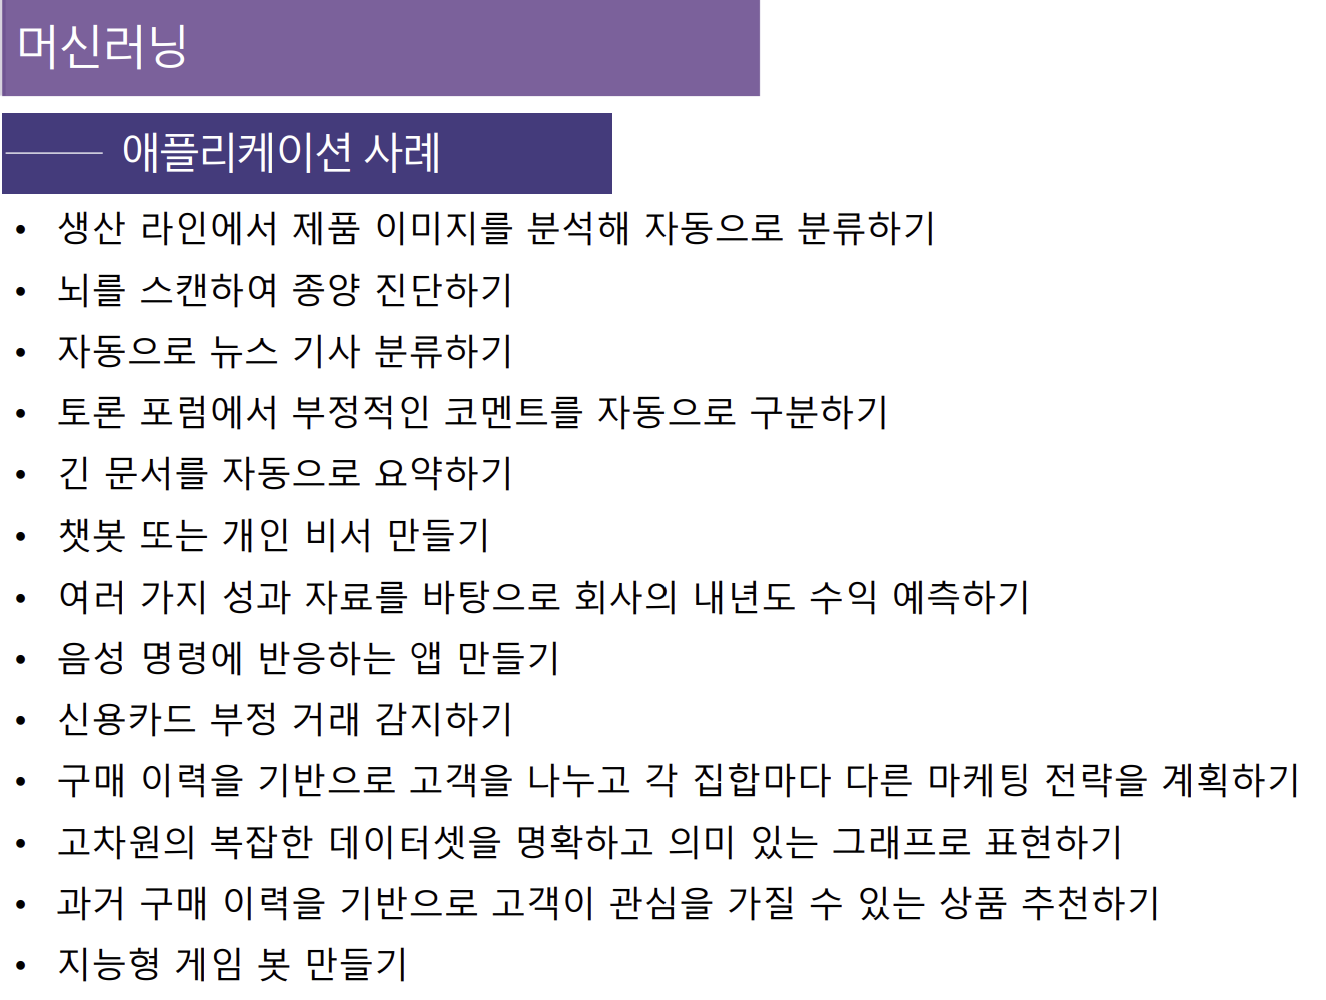 머신러닝
애플리케이션 사례
• 생산 라인에서 제품 이미지를 분석해 자동으로 분류하기
• 뇌를 스캔하여 종양 진단하기
• 자동으로 뉴스 기사 분류하기
• 토론 포럼에서 부정적인 코멘트를 자동으로 구분하기
• 긴 문서를 자동으로 요약하기
• 챗봇 또는 개인 비서 만들기
• 여러 가지 성과 자료를 바탕으로 회사의 내년도 수익 예측하기
• 음성 명령에 반응하는 앱 만들기
• 신용카드 부정 거래 감지하기
• 구매 이력을 기반으로 고객을 나누고 각 집합마다 다른 마케팅 전략을 계획하기
• 고차원의 복잡한 데이터셋을 명확하고 의미 있는 그래프로 표현하기
• 과거 구매 이력을 기반으로 고객이 관심을 가질 수 있는 상품 추천하기
• 지능형 게임 봇 만들기